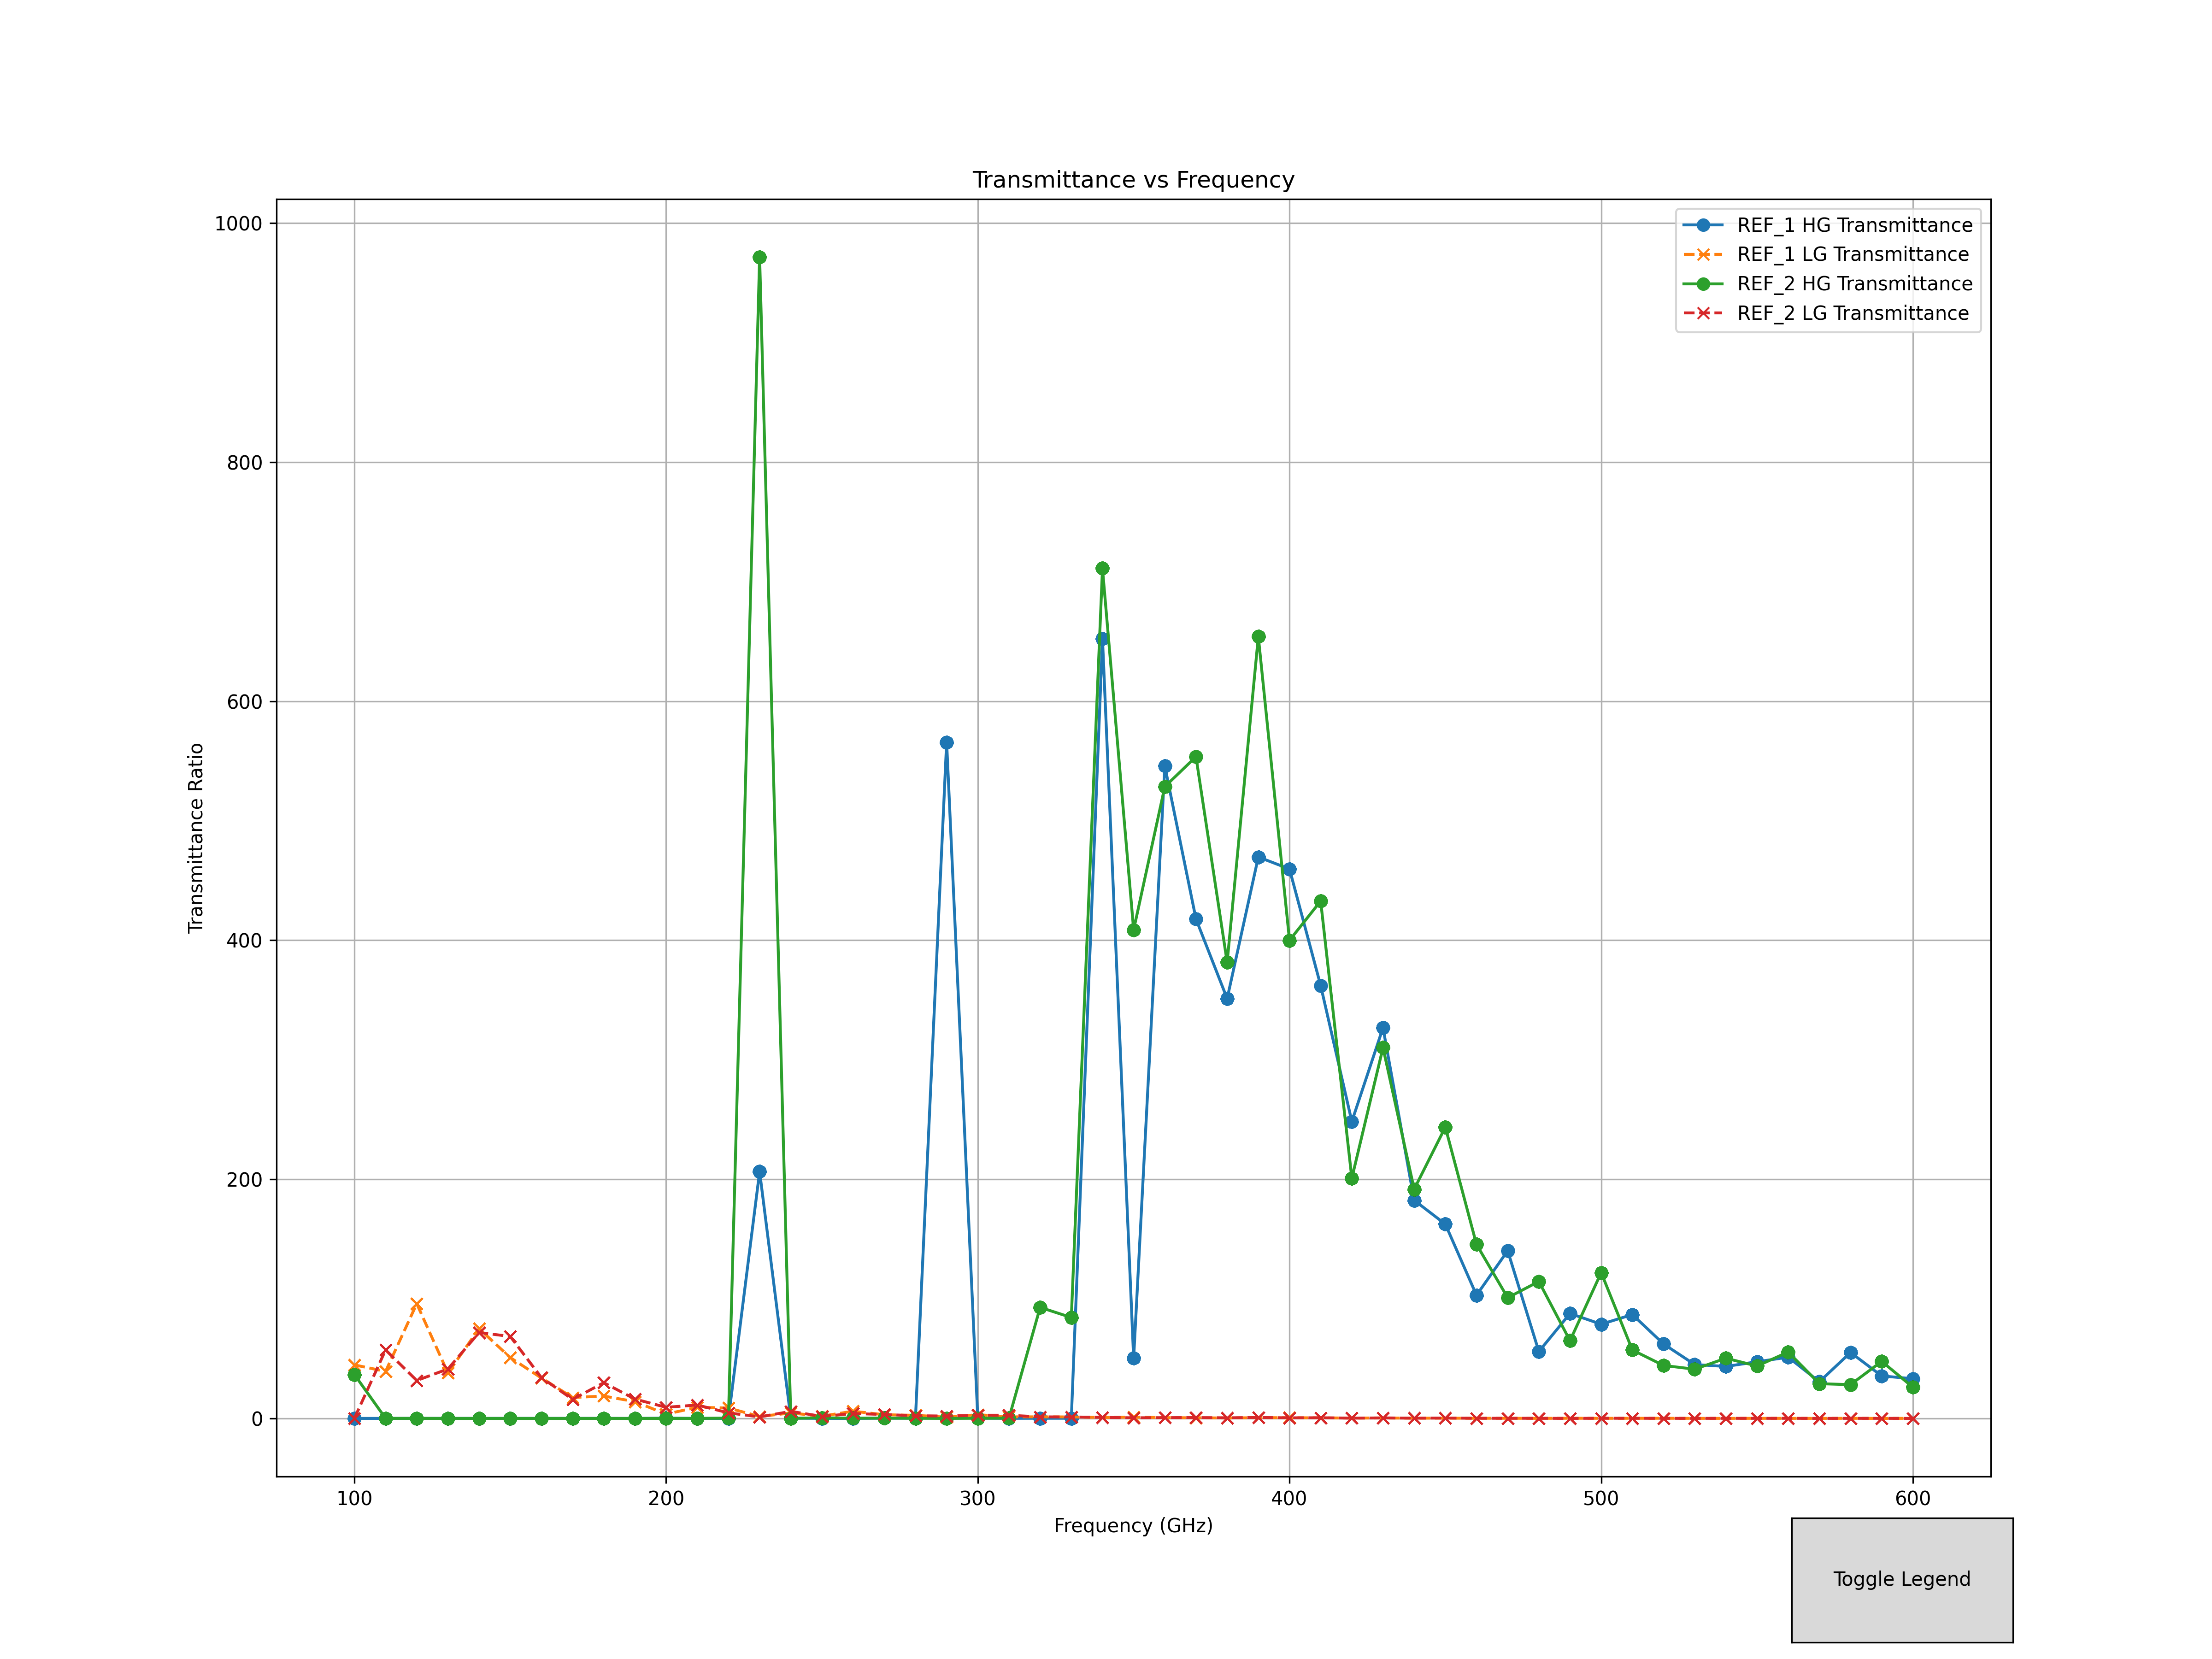 Transmittance vs Frequency
REF_1 HG Transmittance
REF_1 LG Transmittance
REF_2 HG Transmittance
REF_2 LG Transmittance
Transmittance Ratio
1000
800
600
400
200
0
100 200 300 400 500 600
Frequency (GHz)
Toggle Legend